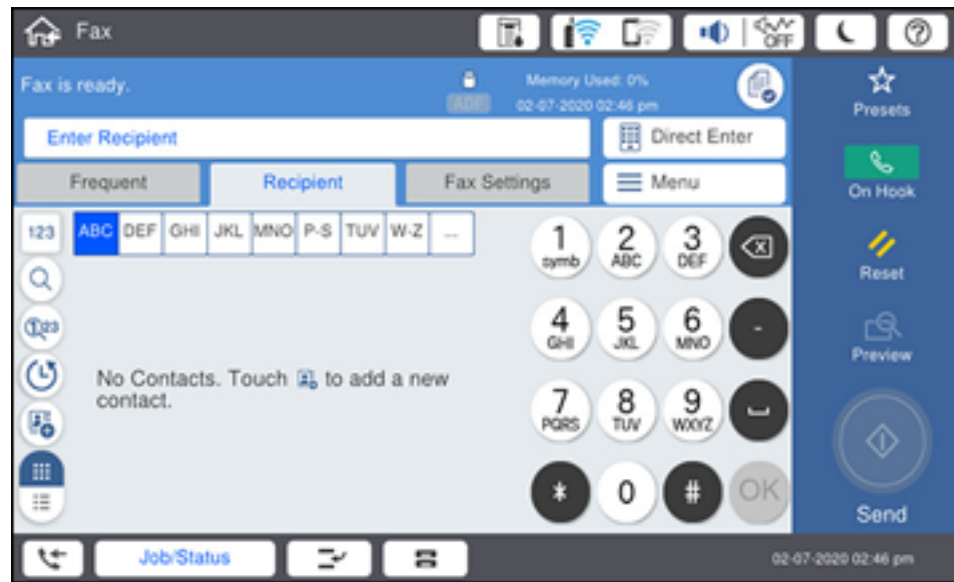 Fax
OFF
Fax is ready.
ADF
Memory Used: 0%
02-07-2020 02:46 pm
Presets
Enter Recipient
Direct Enter
Frequent
Recipient
Fax Settings
Menu
On Hook
123
ABC DEF GHI JKL MNO P-S TUV W-Z ...
1 symb
2 ABC
3 DEF
Reset
123
4 GHI
5 JKL
6 MNO
-
Preview
No Contacts. Touch to add a new
contact.
7 PQRS
8 TUV
9 WXYZ
* 0 # OK
Send
Job/Status
02-07-2020 02:46 pm